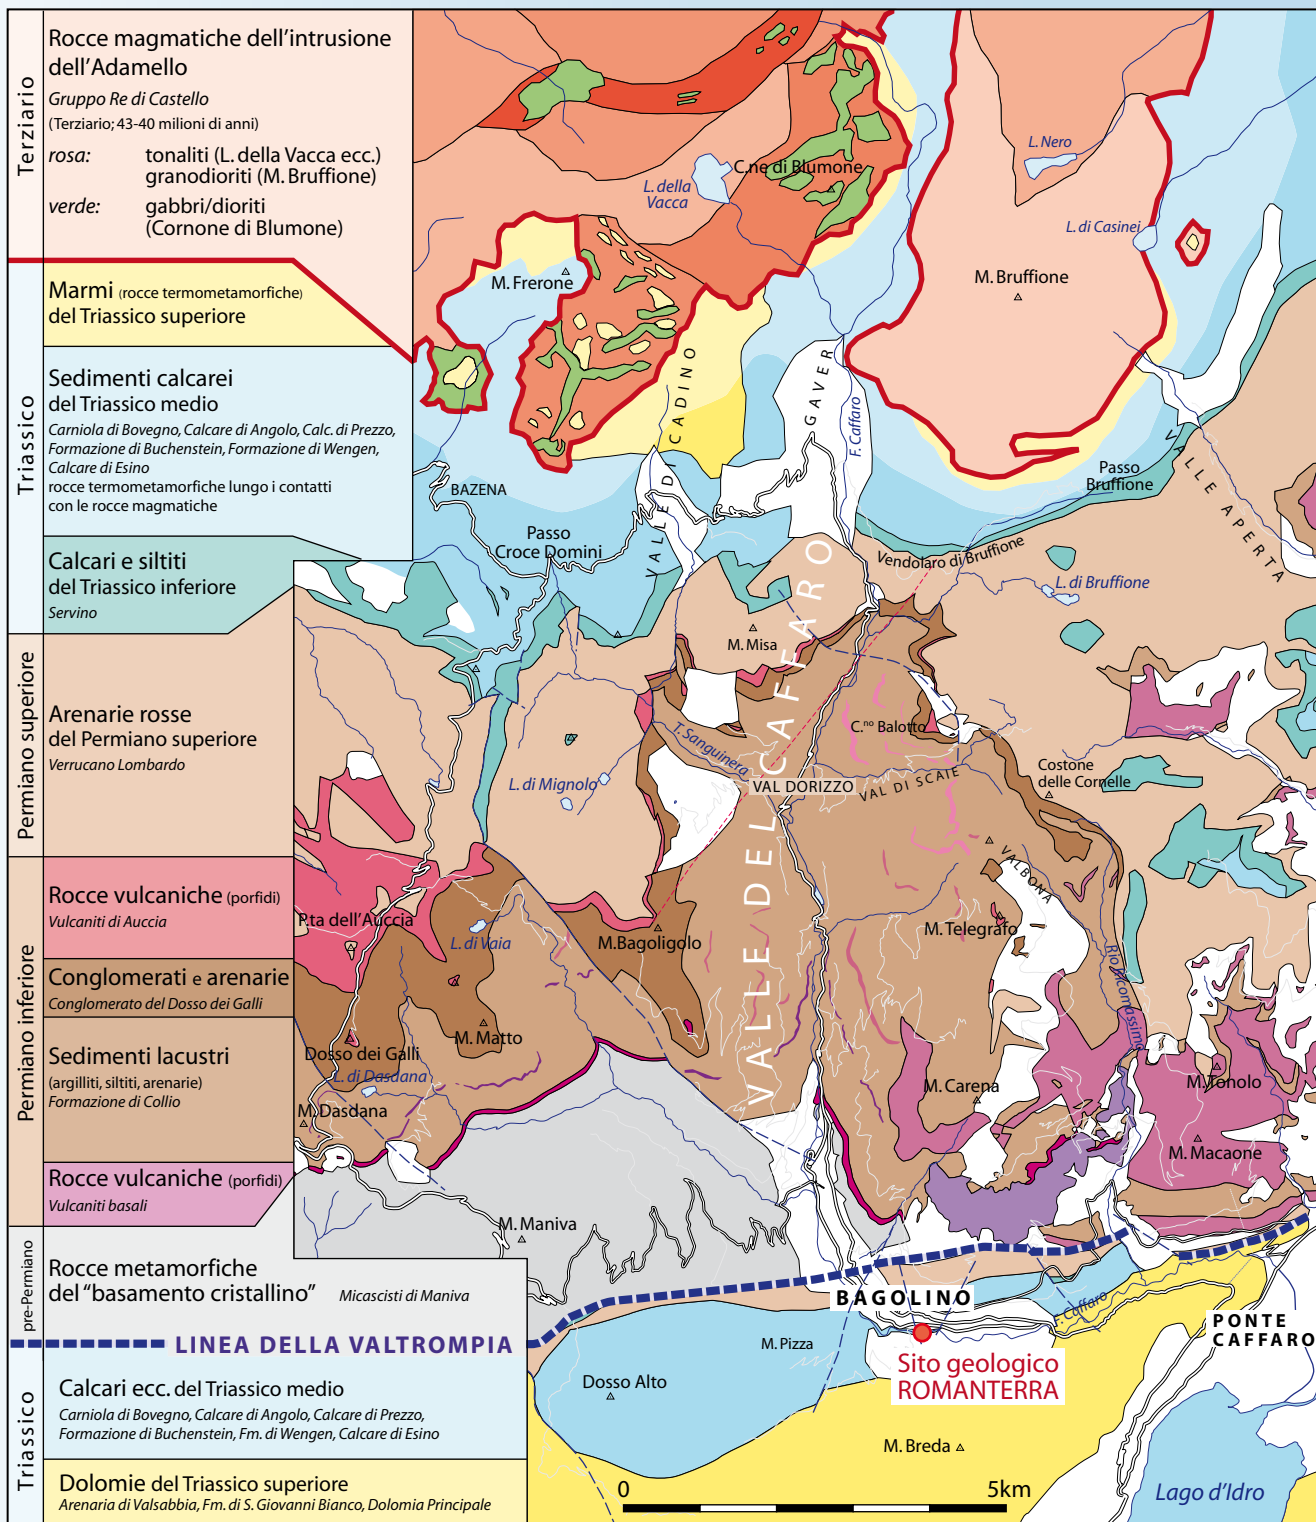 Terziario
Rocce magmatiche dell'intrusione
dell'Adamello
Gruppo Re di Castello
(Terziario; 43-40 milioni di anni)
rosa: tonaliti (L. della Vacca ecc.)
granodioriti (M. Bruffione)
verde: gabbri/dioriti
(Cornone di Blumone)
Triassico
Marmi (rocce termometamorfiche)
del Triassico superiore
Sedimenti calcarei
del Triassico medio
Carniola di Bovegno, Calcare di Angolo, Calc. di Prezzo,
Formazione di Buchenstein, Formazione di Wengen,
Calcare di Esino
rocce termometamorfiche lungo i contatti
con le rocce magmatiche
Calcari e siltiti
del Triassico inferiore
Servino
Permiano superiore
Arenarie rosse
del Permiano superiore
Verrucano Lombardo
Permiano inferiore
Rocce vulcaniche (porfidi)
Vulcaniti di Auccia
Conglomerati e arenarie
Conglomerato del Dosso dei Galli
Sedimenti lacustri
(argilliti, siltiti, arenarie)
Formazione di Collio
Rocce vulcaniche (porfidi)
Vulcaniti basali
pre-Permiano
Rocce metamorfiche
del "basamento cristallino" Micascisti di Maniva
LINEA DELLA VALTROMPIA
Triassico
Calcari ecc. del Triassico medio
Carniola di Bovegno, Calcare di Angolo, Calcare di Prezzo,
Formazione di Buchenstein, Fm. di Wengen, Calcare di Esino
Dolomie del Triassico superiore
Arenaria di Valsabbia, Fm. di S. Giovanni Bianco, Dolomia Principale
L. Nero
C.ne di Blumone
L. della
Vacca
L. di Casinei
M. Frerone
M. Bruffione
VALLE DI CADINO
GAVER
F. Caffaro
VALLE APERTA
Passo
Bruffione
BAZENA
Passo
Croce Domini
Vendolaro di Bruffione
L. di Bruffione
M. Misa
VALLE DEL CAFFARO
C.no Balotto
T. Sanguinera
L. di Mignolo
VAL DORIZZO
VAL DI SCAIE
Costone
delle Cornelle
VALBONA
P.ta dell'Auccia
L. di Vaia
M. Bagoligolo
M. Telegrafo
Rio Ricomassimo
M. Matto
Dosso dei Galli
L. di Dasdana
M. Dasdana
M. Carena
M. Tonolo
M. Macaone
M. Maniva
BAGOLINO
F. Caffaro
PONTE
CAFFARO
M. Pizza
Sito geologico
ROMANTERRA
Dosso Alto
M. Breda
0 5km
Lago d'Idro